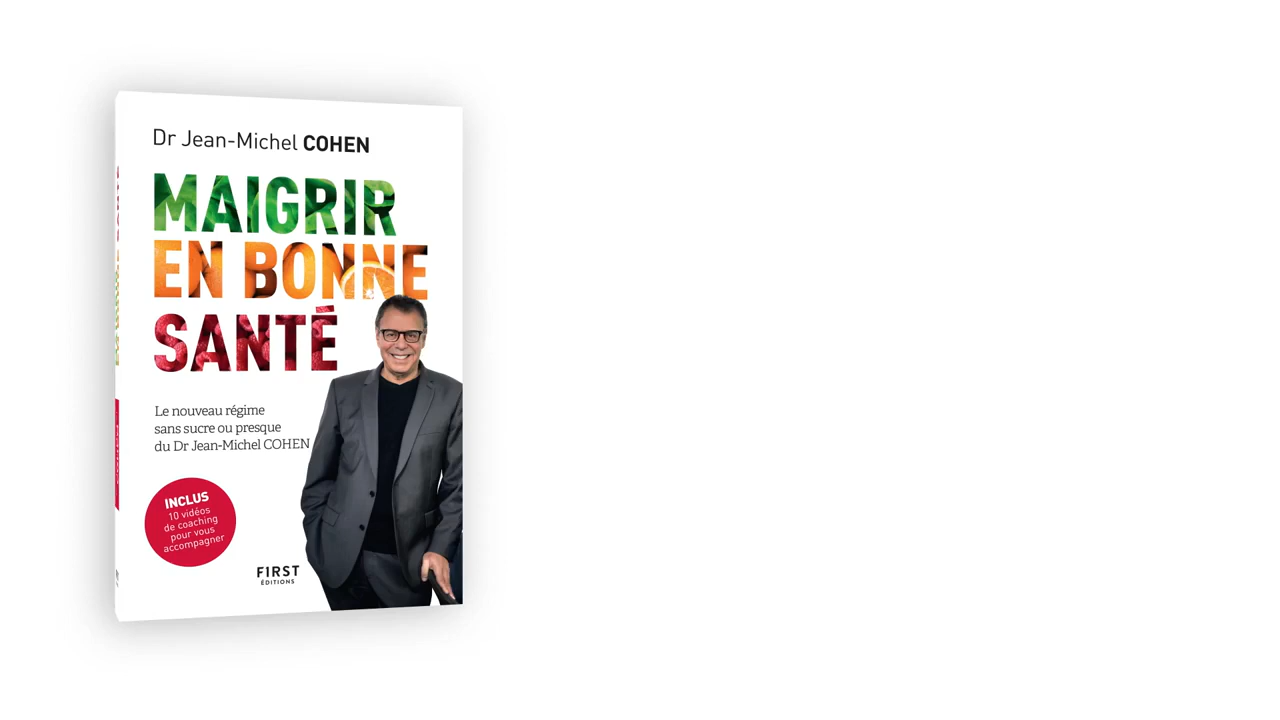 Dr Jean-Michel COHEN
MAIGRIR
EN BONNE
SANTÉ
Le nouveau régime
sans sucre ou presque
du Dr Jean-Michel COHEN
INCLUS
10 vidéos
de coaching
pour vous
accompagner
FIRST
ÉDITIONS